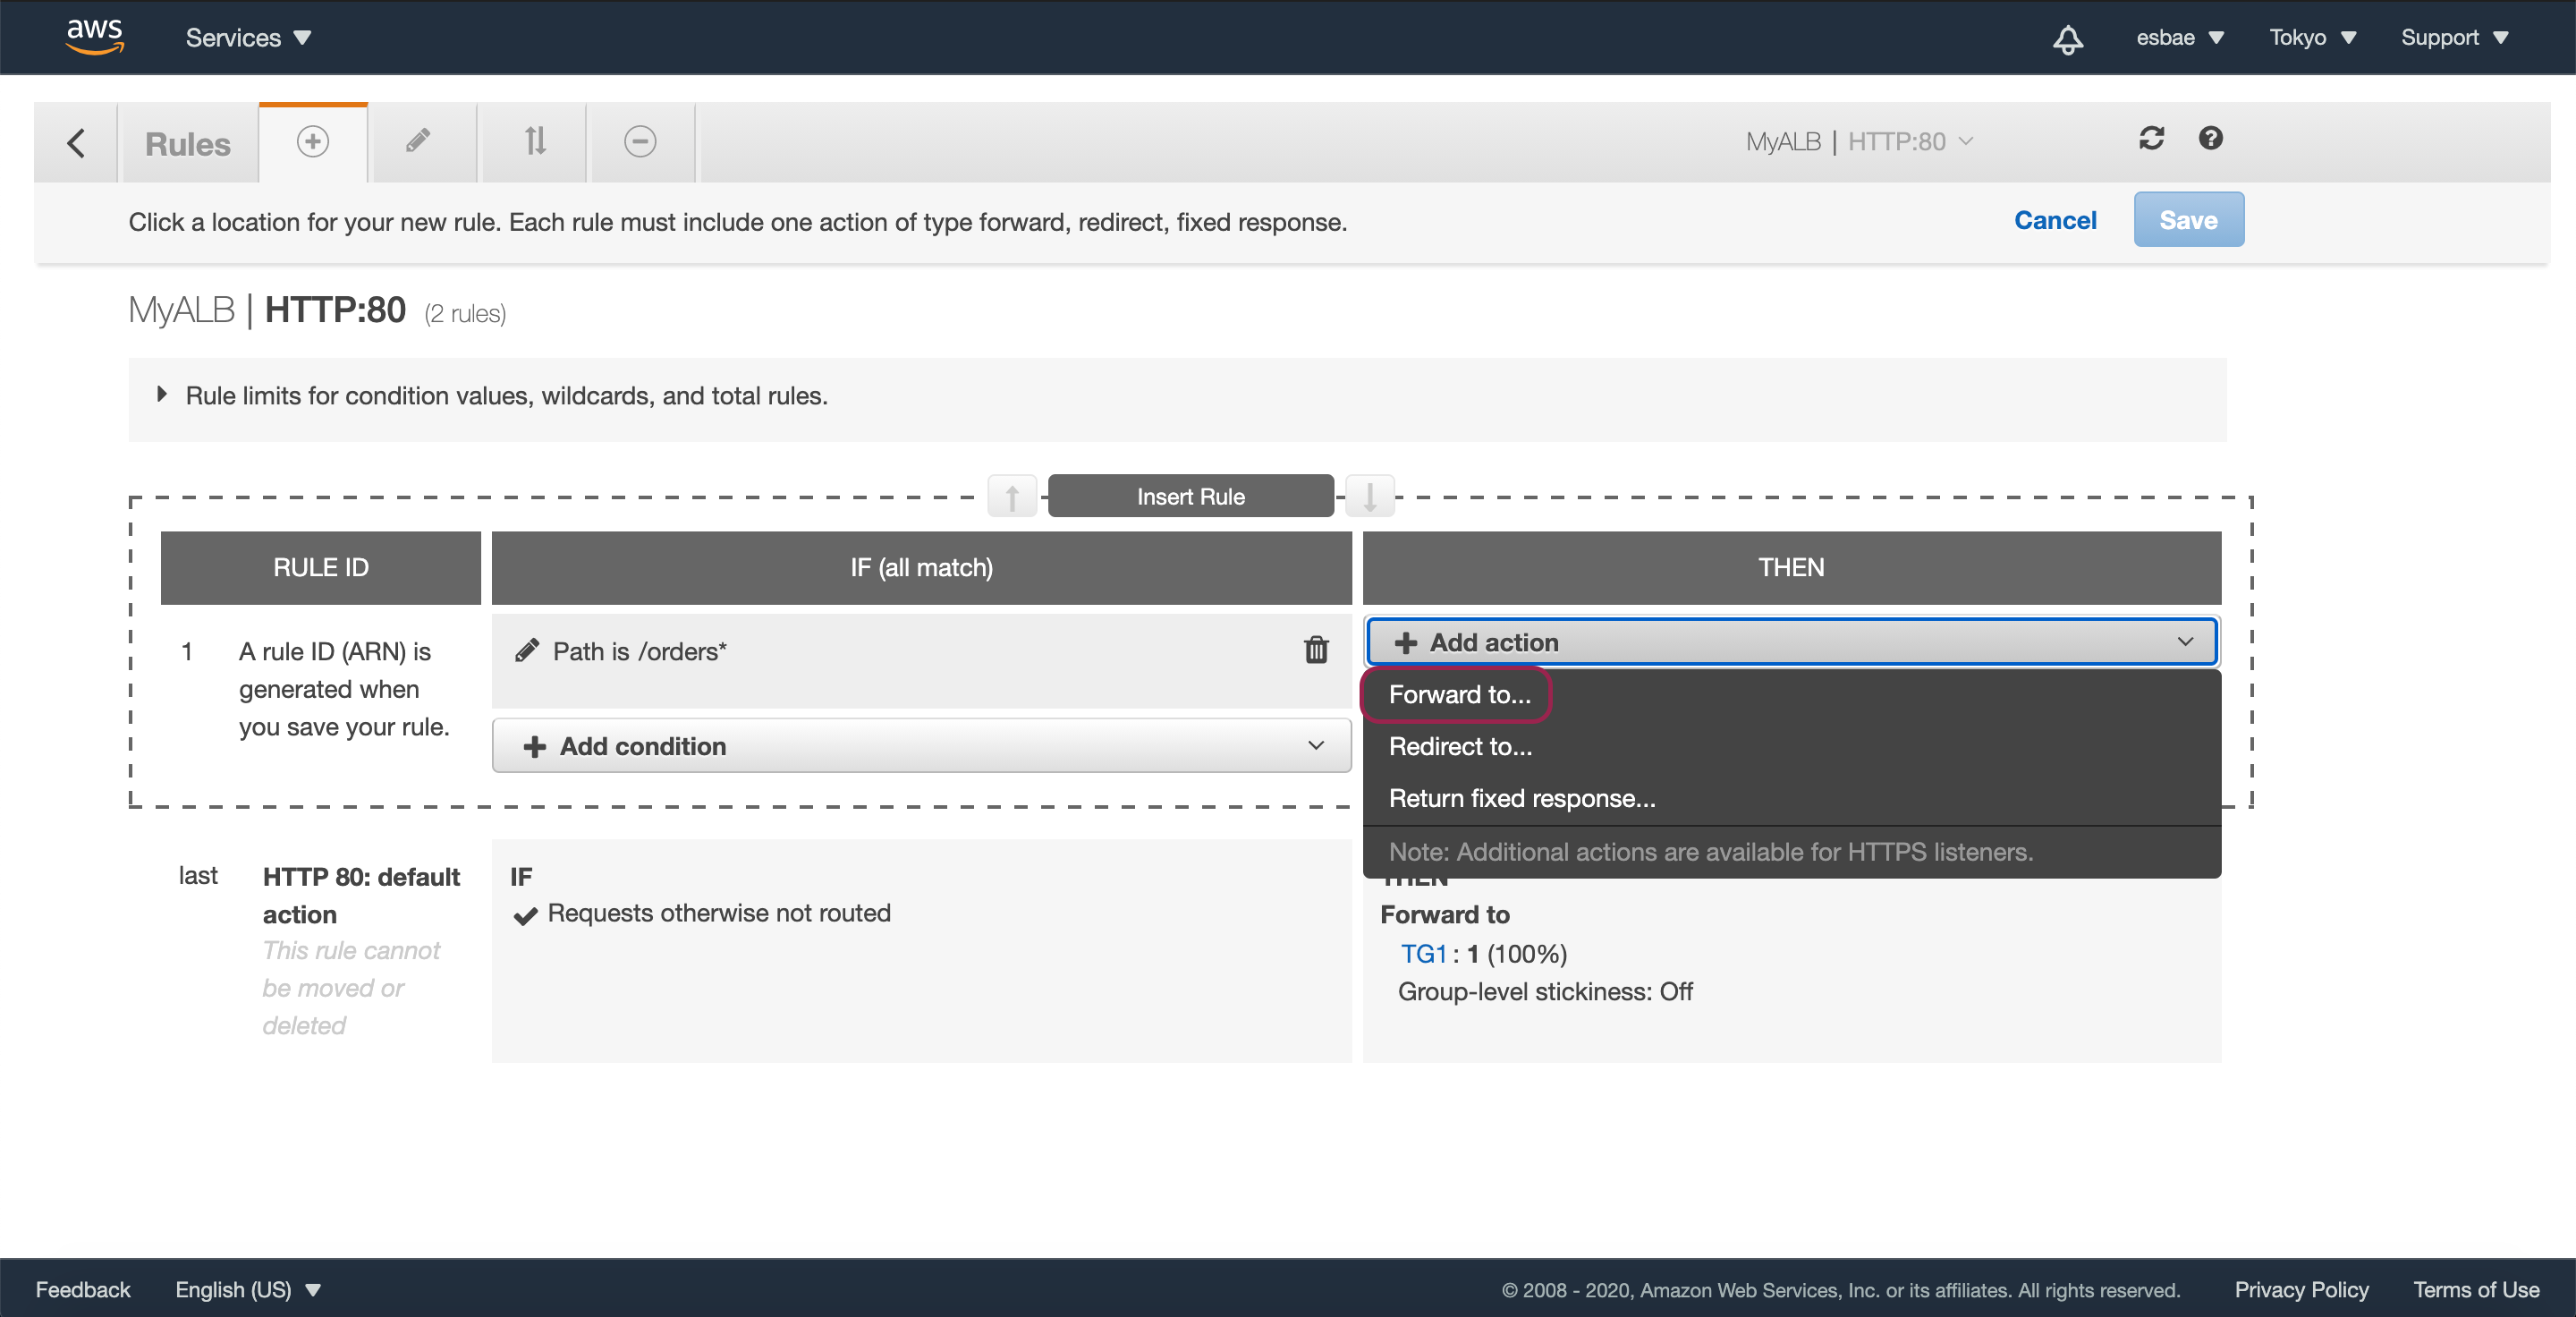 aws
Services
esbae
Tokyo
Support
Rules
MyALB | HTTP:80
Click a location for your new rule. Each rule must include one action of type forward, redirect, fixed response.
Cancel
Save
MyALB | HTTP:80 (2 rules)
Rule limits for condition values, wildcards, and total rules.
Insert Rule
RULE ID
IF (all match)
THEN
1
A rule ID (ARN) is
generated when
you save your rule.
Path is /orders*
Add condition
Add action
Forward to...
Redirect to...
Return fixed response...
Note: Additional actions are available for HTTPS listeners.
last
HTTP 80: default
action
This rule cannot
be moved or
deleted
IF
Requests otherwise not routed
THEN
Forward to
TG1 : 1 (100%)
Group-level stickiness: Off
Feedback
English (US)
© 2008 - 2020, Amazon Web Services, Inc. or its affiliates. All rights reserved.
Privacy Policy
Terms of Use